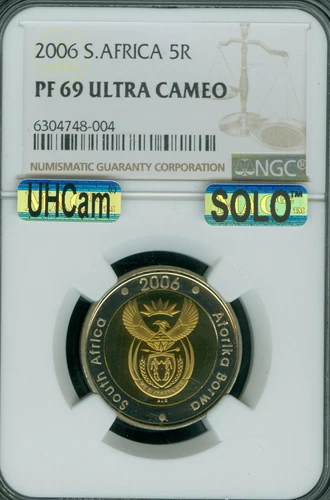 2006 S.AFRICA 5R
PF 69 ULTRA CAMEO
6304748-004
NUMISMATIC GUARANTY CORPORATION
NGC®
UHCam
SOLO™
2006
South Africa
Aforika Borwa